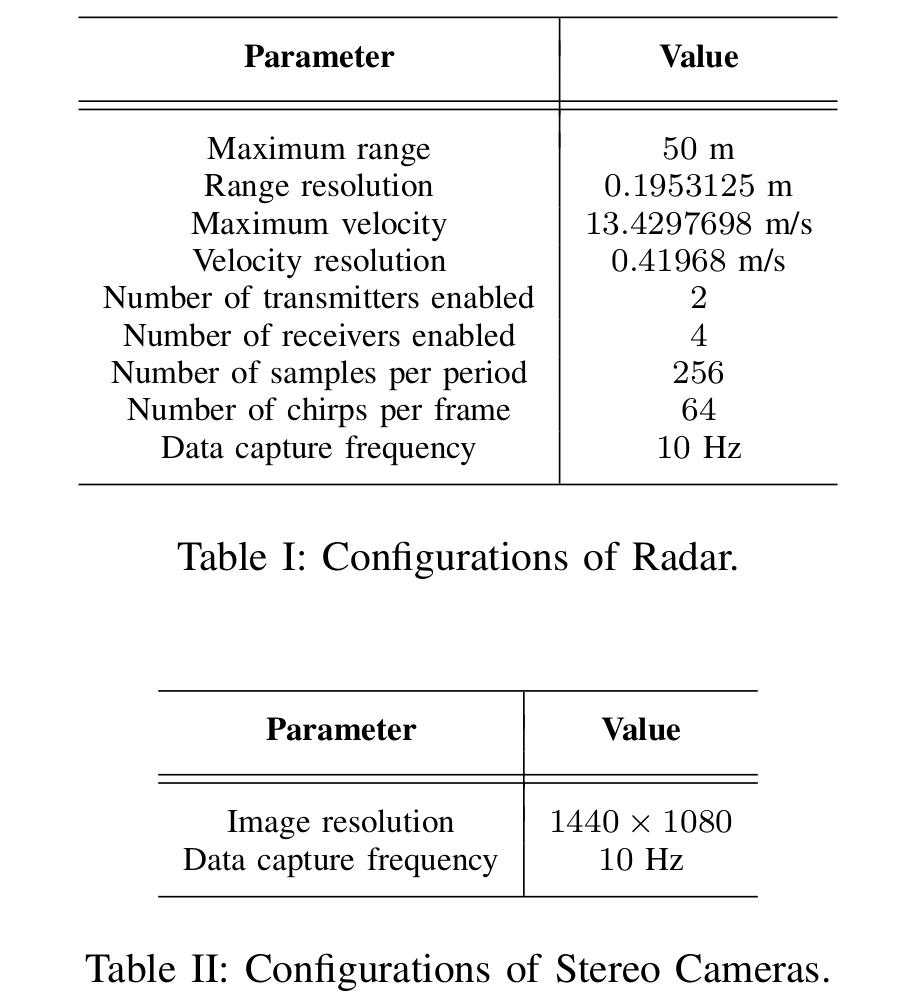 Parameter Value
Maximum range 50 m
Range resolution 0.1953125 m
Maximum velocity 13.4297698 m/s
Velocity resolution 0.41968 m/s
Number of transmitters enabled 2
Number of receivers enabled 4
Number of samples per period 256
Number of chirps per frame 64
Data capture frequency 10 Hz
Table I: Configurations of Radar.
Parameter Value
Image resolution 1440 × 1080
Data capture frequency 10 Hz
Table II: Configurations of Stereo Cameras.